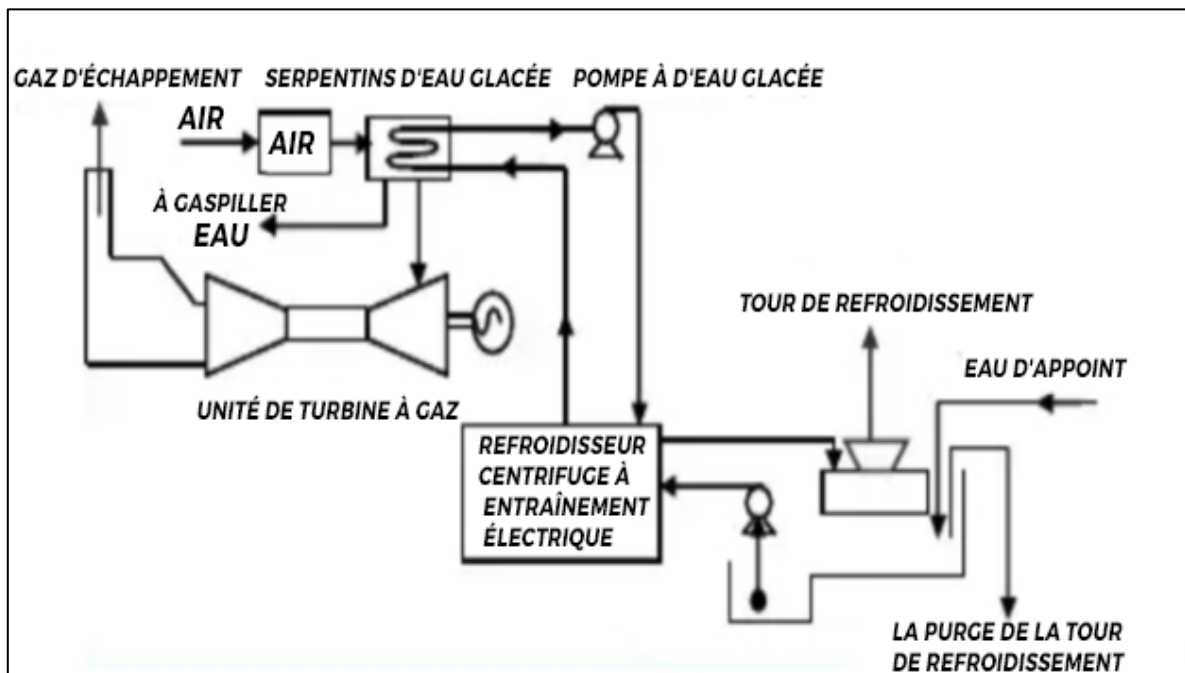 GAZ D'ÉCHAPPEMENT
SERPENTINS D'EAU GLACÉE
POMPE À D'EAU GLACÉE
AIR
AIR
À GASPILLER
EAU
TOUR DE REFROIDISSEMENT
EAU D'APPOINT
UNITÉ DE TURBINE À GAZ
REFROIDISSEUR
CENTRIFUGE À
ENTRAÎNEMENT
ÉLECTRIQUE
LA PURGE DE LA TOUR
DE REFROIDISSEMENT